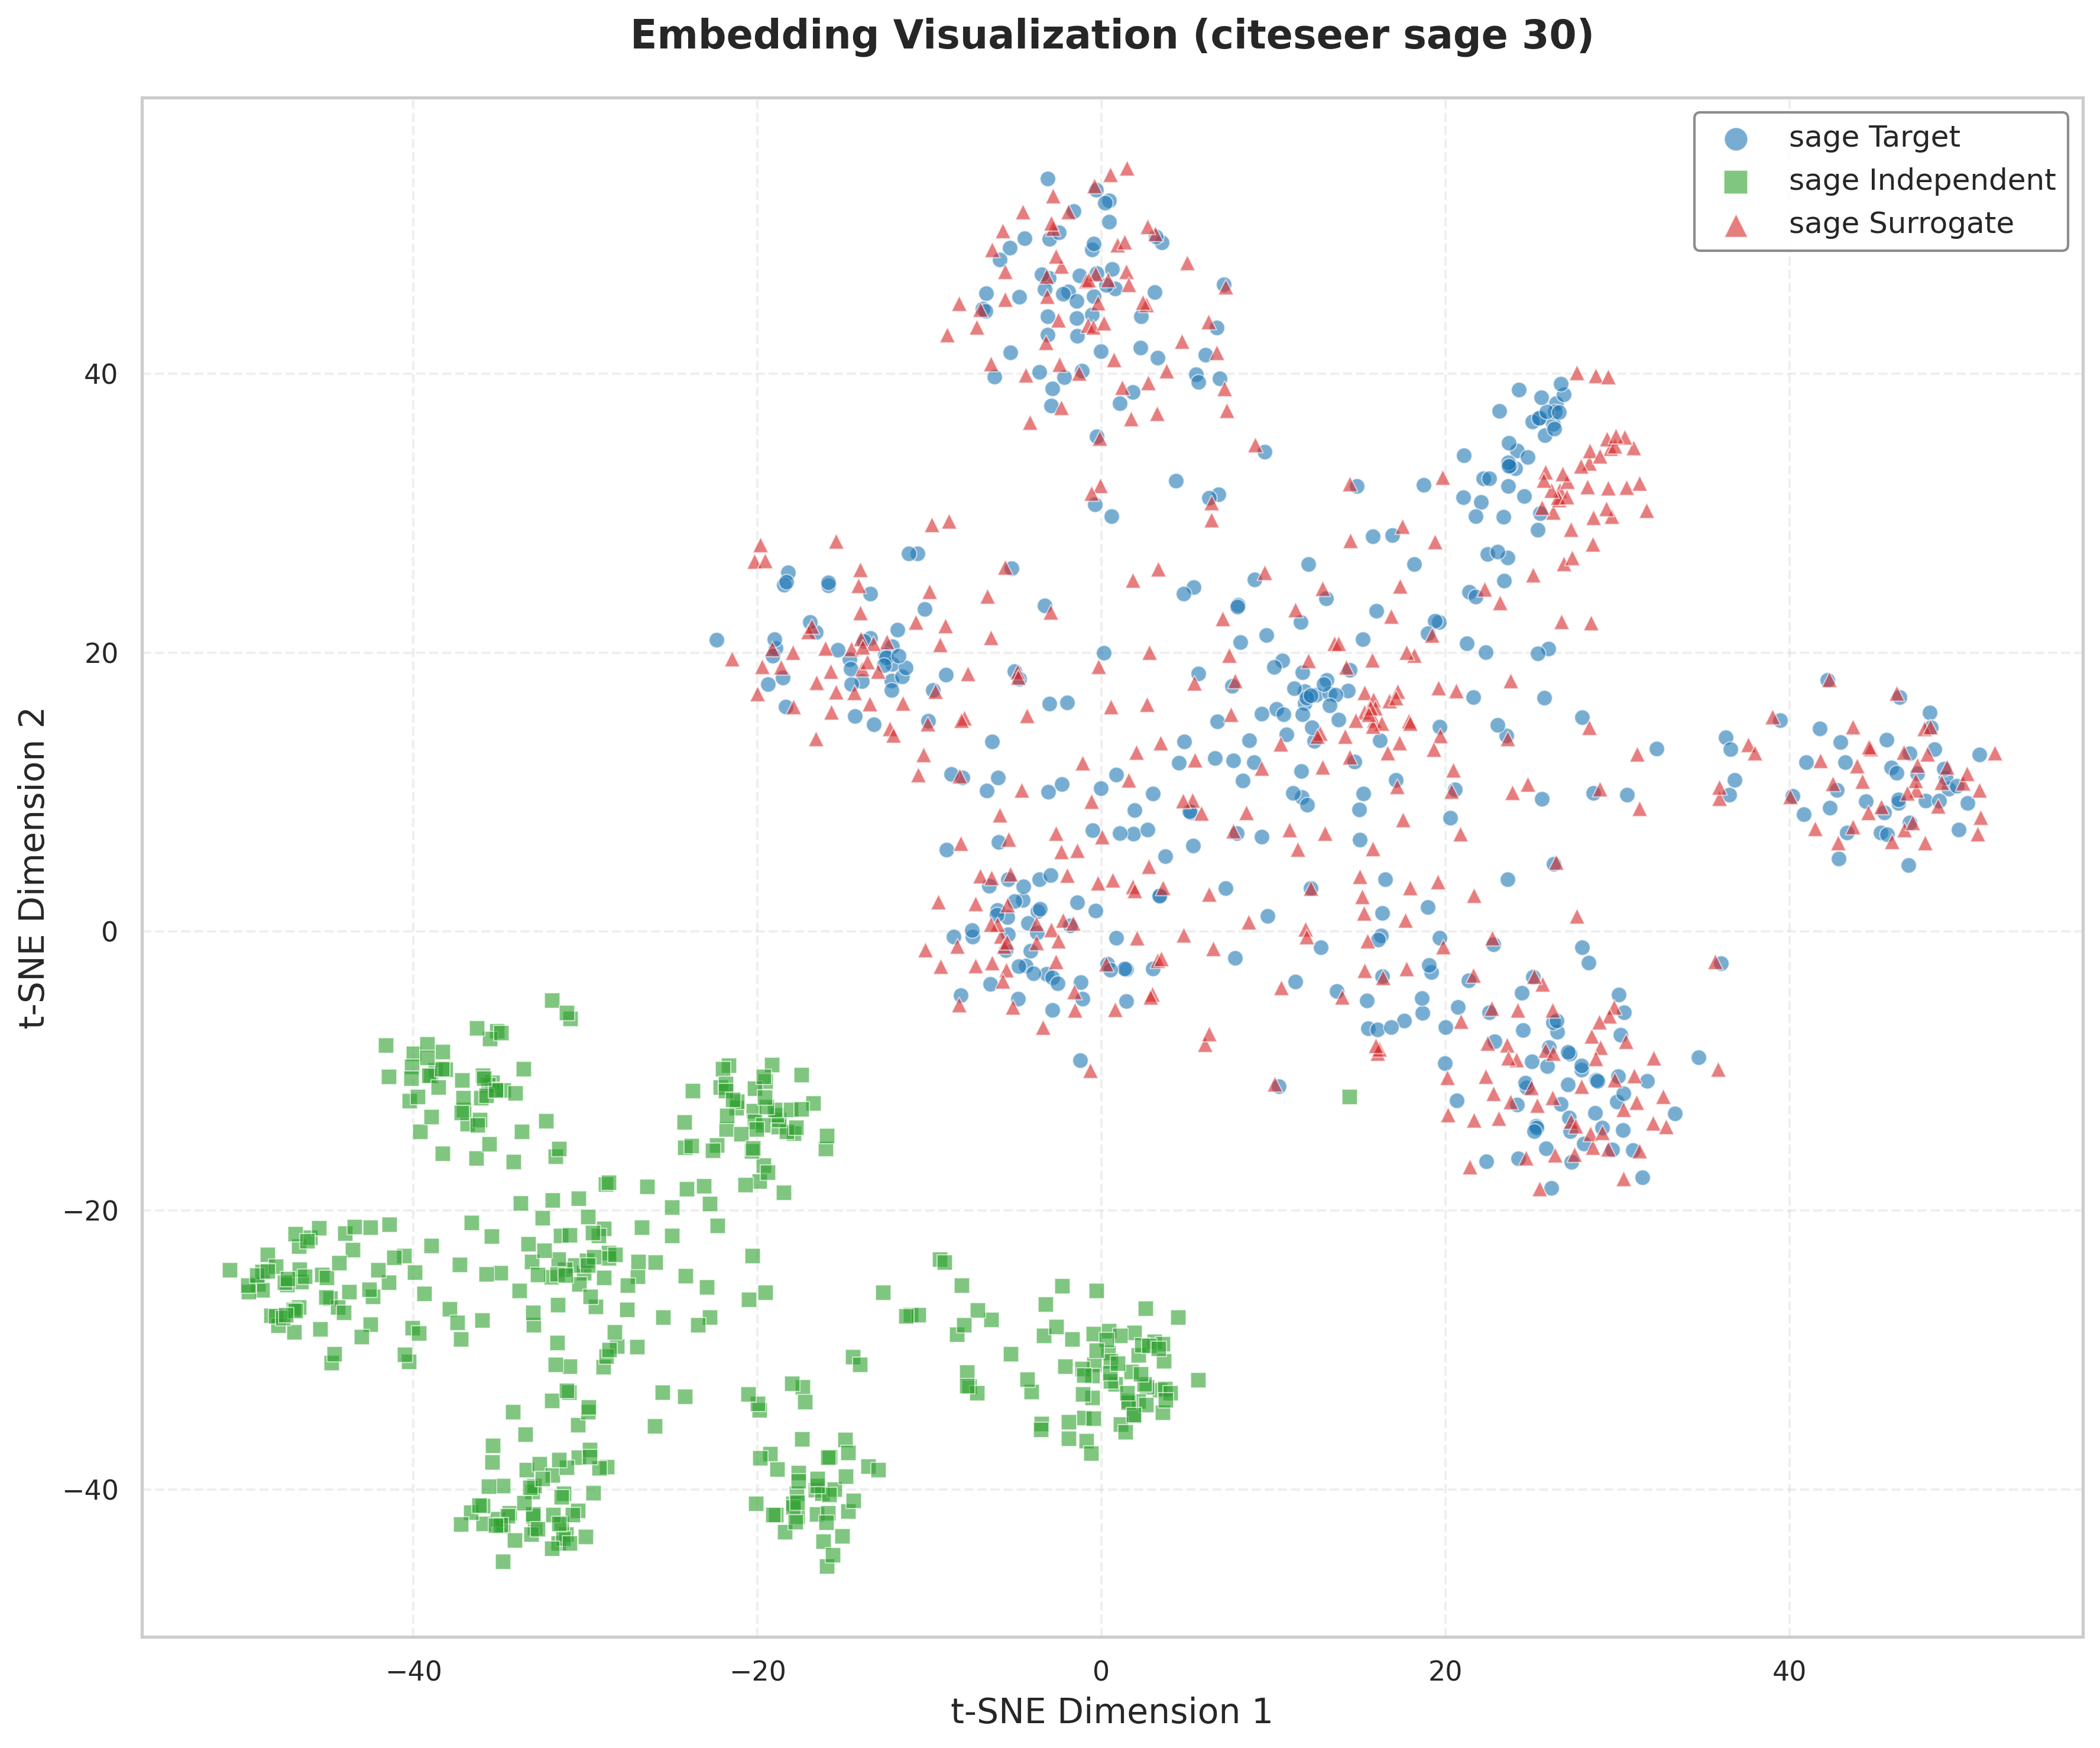 Embedding Visualization (citeseer sage 30)
sage Target
sage Independent
sage Surrogate
40
20
0
−20
−40
t-SNE Dimension 2
−40
−20
0
20
40
t-SNE Dimension 1